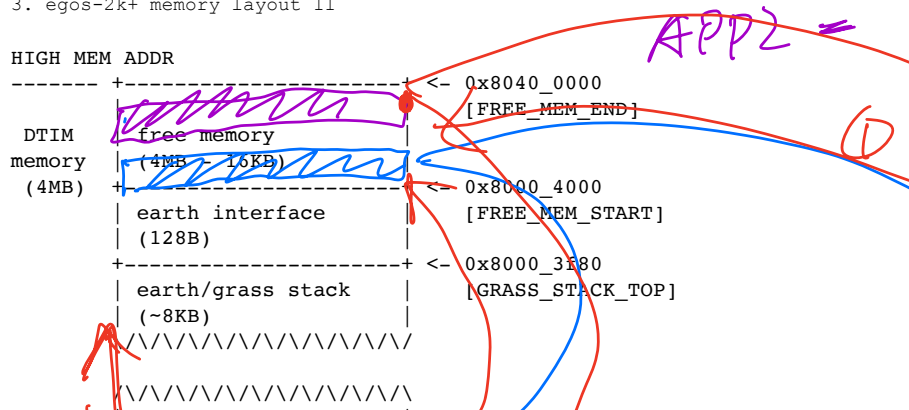 3. egos-2k+ memory layout II
APP2 =
HIGH MEM ADDR
------- +----------------------+ <- 0x8040_0000
| | [FREE_MEM_END]
DTIM | free memory |
memory | (4MB - 16KB) |
(4MB) +----------------------+ <- 0x8000_4000
| earth interface | [FREE_MEM_START]
| (128B) |
+----------------------+ <- 0x8000_3f80
| earth/grass stack | [GRASS_STACK_TOP]
| (~8KB) |
\/\/\/\/\/\/\/\/\/\/\/\/
\/\/\/\/\/\/\/\/\/\/\/\/
①